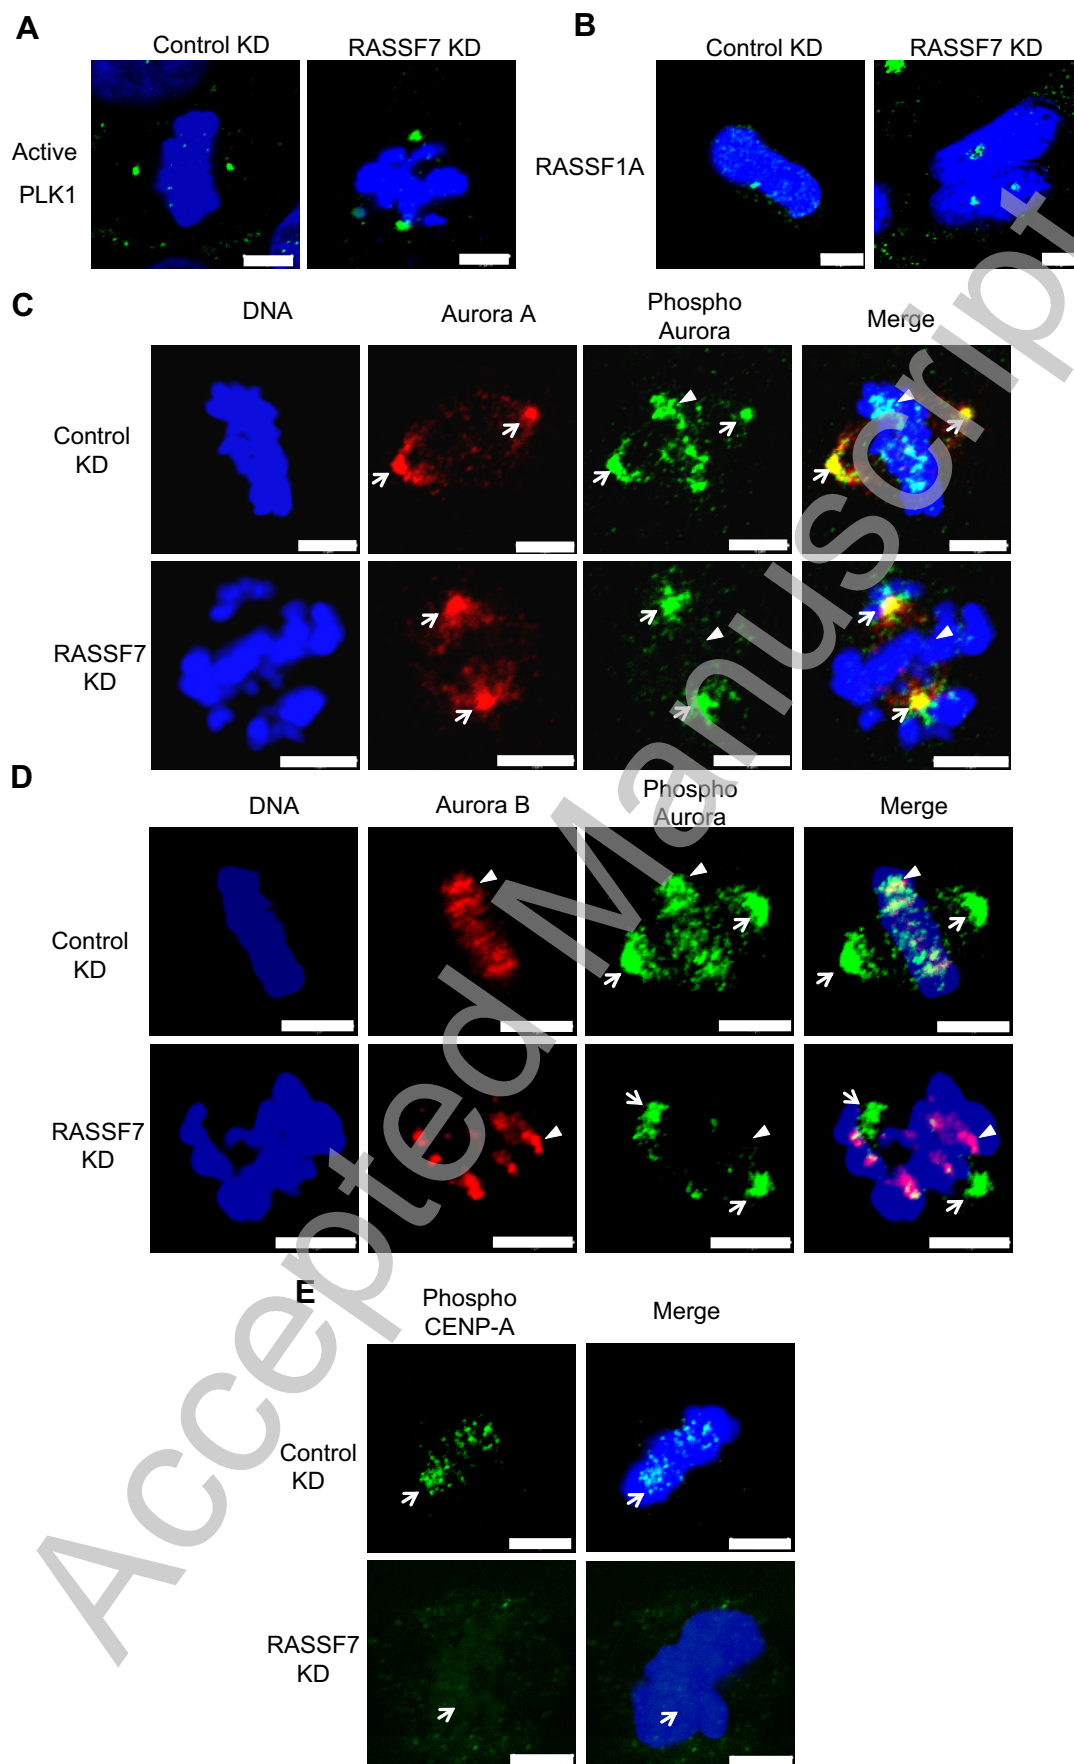 A
Control KD
RASSF7 KD
Active
PLK1
B
Control KD
RASSF7 KD
RASSF1A
C
DNA
Aurora A
Phospho
Aurora
Merge
Control
KD
RASSF7
KD
D
DNA
Aurora B
Phospho
Aurora
Merge
Control
KD
RASSF7
KD
E
Phospho
CENP-A
Merge
Control
KD
RASSF7
KD
Accepted Manuscript